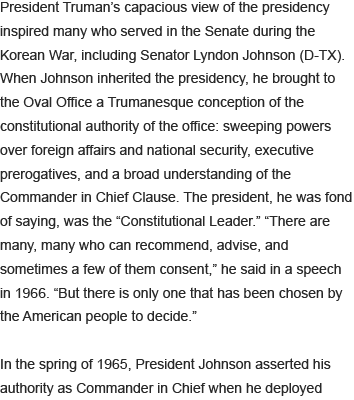 President Truman’s capacious view of the presidency
inspired many who served in the Senate during the
Korean War, including Senator Lyndon Johnson (D-TX).
When Johnson inherited the presidency, he brought to
the Oval Office a Trumanesque conception of the
constitutional authority of the office: sweeping powers
over foreign affairs and national security, executive
prerogatives, and a broad understanding of the
Commander in Chief Clause. The president, he was fond
of saying, was the “Constitutional Leader.” “There are
many, many who can recommend, advise, and
sometimes a few of them consent,” he said in a speech
in 1966. “But there is only one that has been chosen by
the American people to decide.”

In the spring of 1965, President Johnson asserted his
authority as Commander in Chief when he deployed